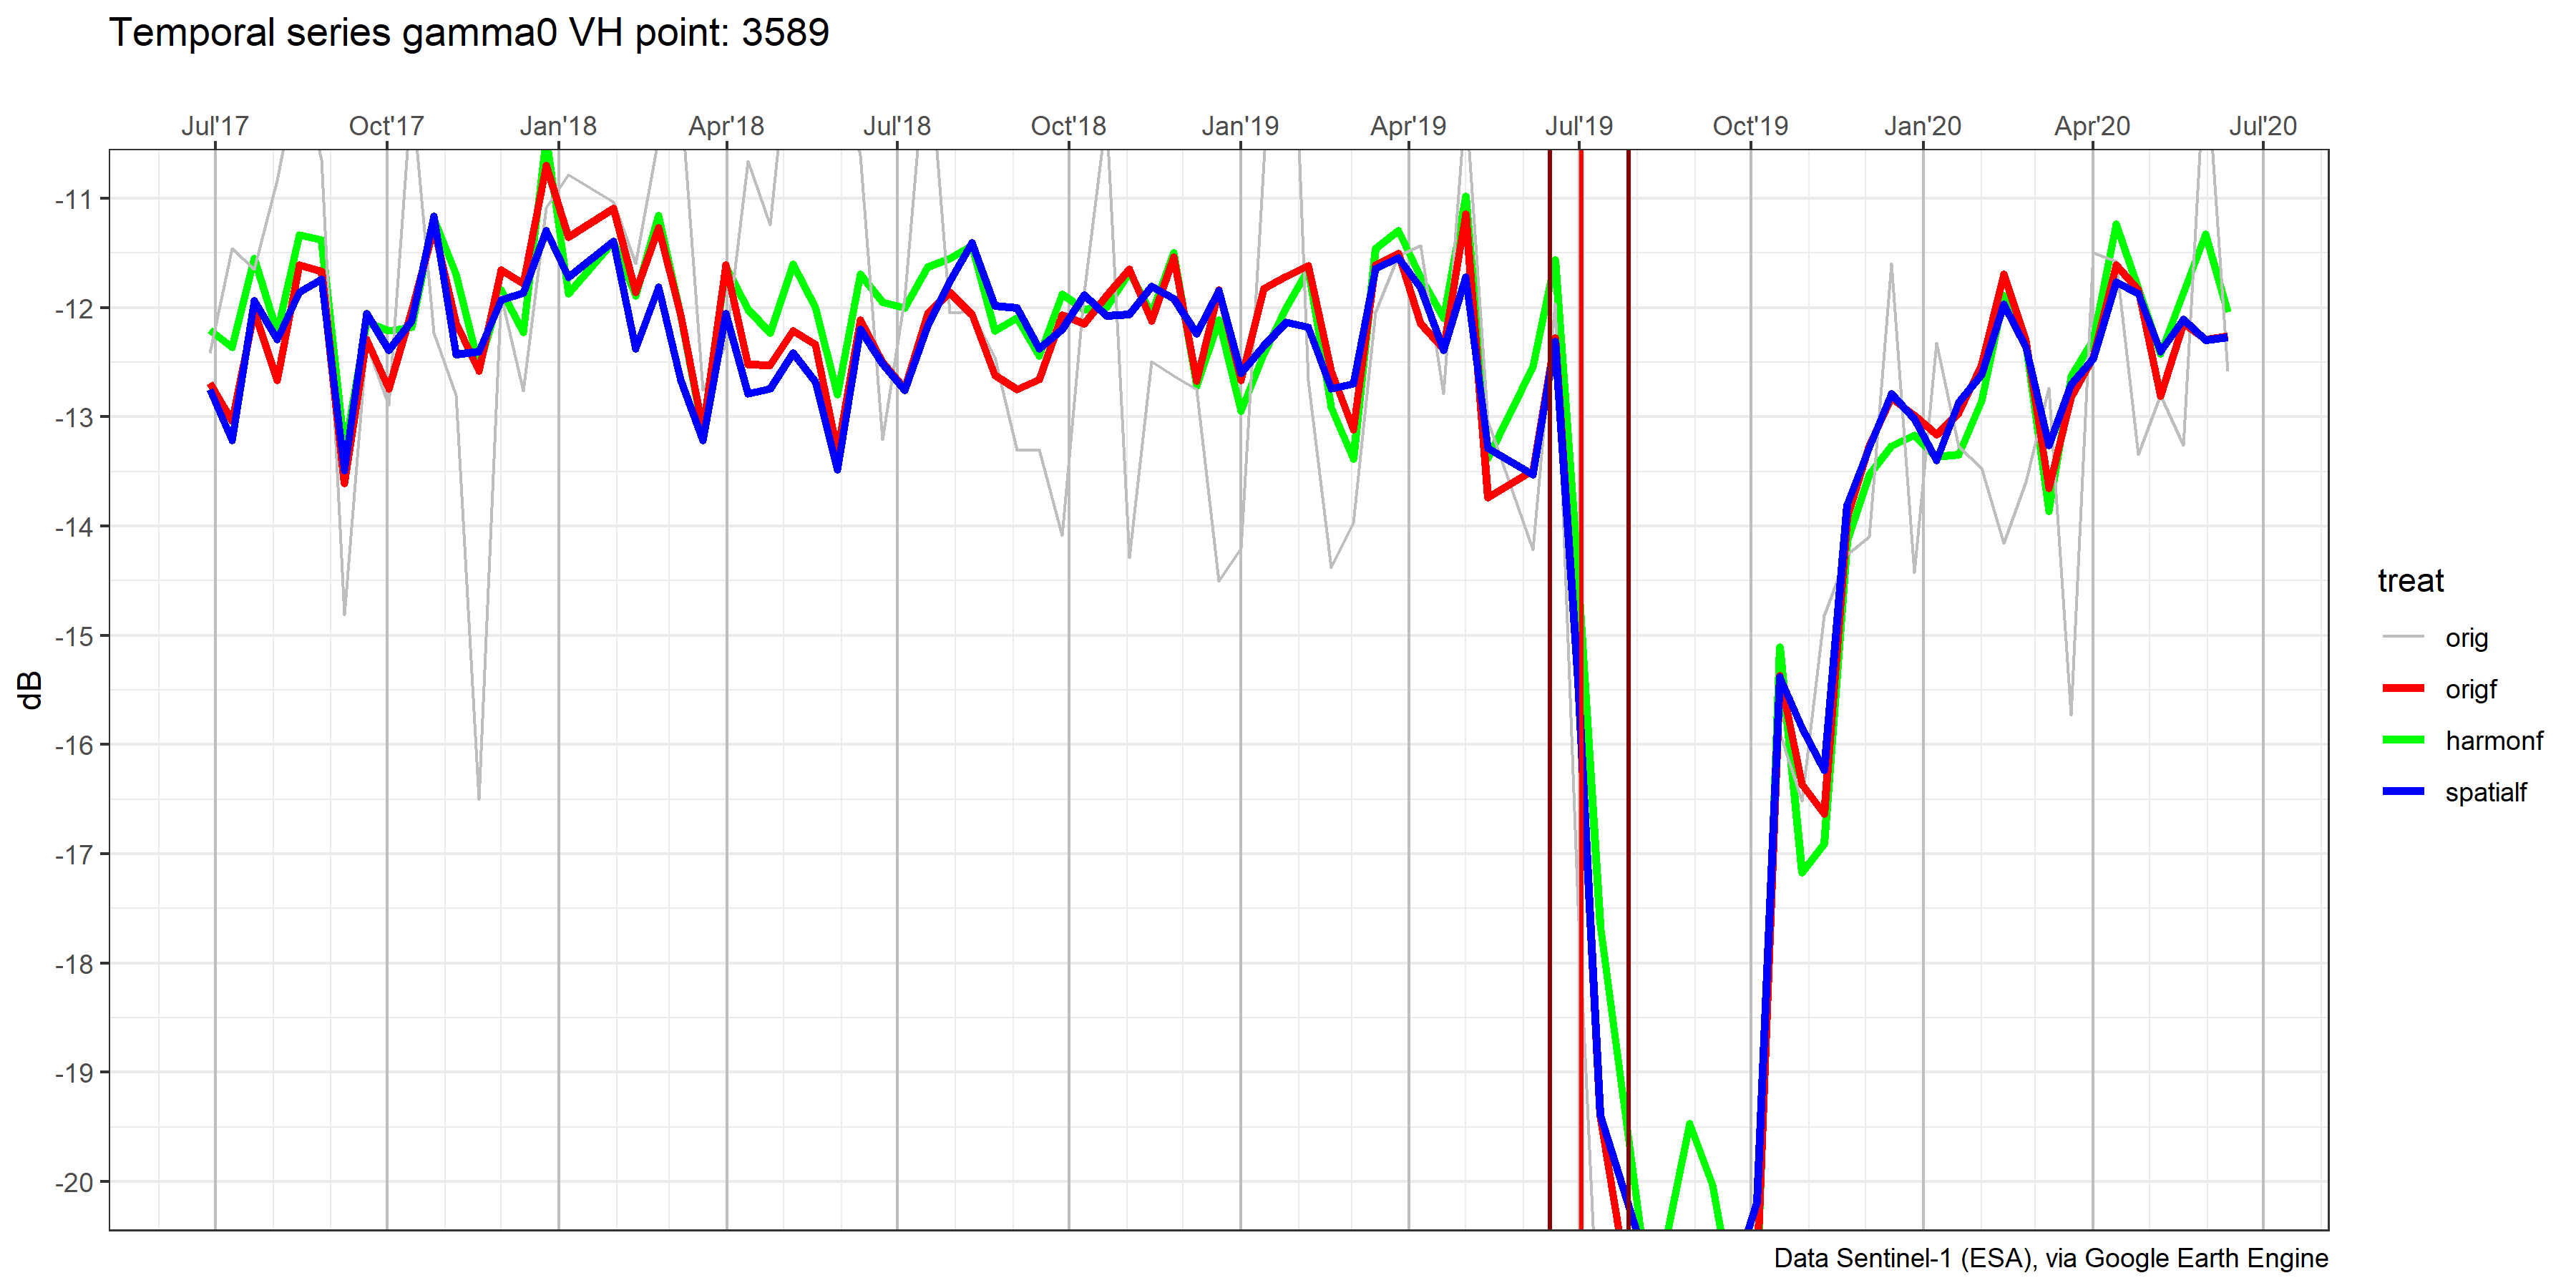 Temporal series gamma0 VH point: 3589
Jul'17 Oct'17 Jan'18 Apr'18 Jul'18 Oct'18 Jan'19 Apr'19 Jul'19 Oct'19 Jan'20 Apr'20 Jul'20
-11
-12
-13
-14
-15
-16
-17
-18
-19
-20
dB
treat
orig
origf
harmonf
spatialf
Data Sentinel-1 (ESA), via Google Earth Engine